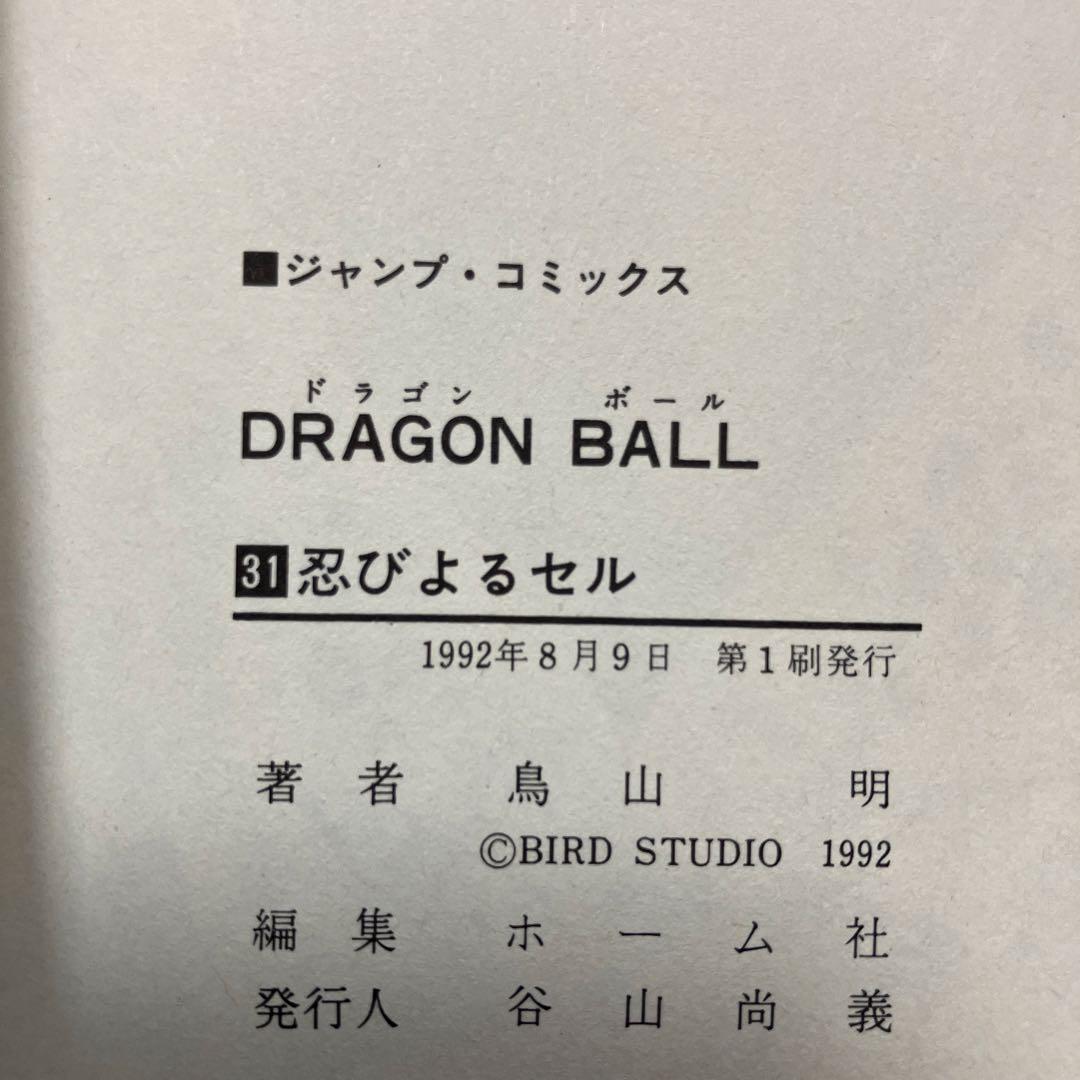 ■ジャンプ・コミックス
ドラゴン ボール
DRAGON BALL
31忍びよるセル
1992年8月9日 第1刷発行
著者 鳥山 明
©BIRD STUDIO 1992
編集 ホーム社
発行人 谷山尚義